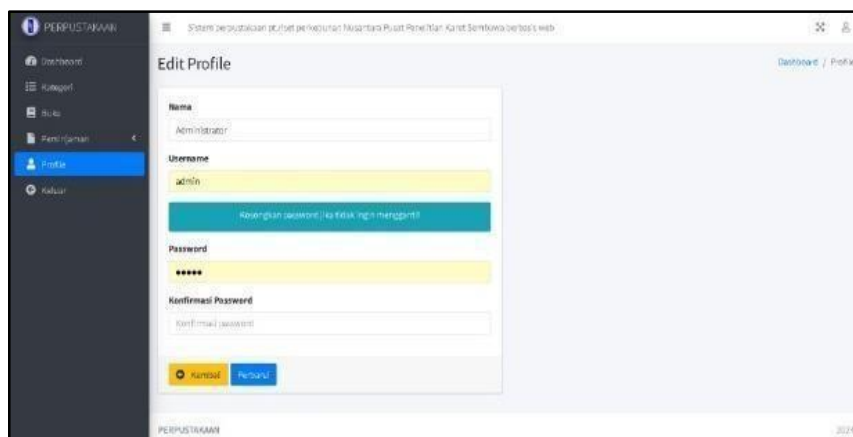 PERPUSTAKAAN
Sistem perpustakaan pt.riset perkebunan Nusantara Pusat Penelitian Karet Sembawa berbasis web
Dashboard
Kategori
Buku
Peminjaman
Profile
Keluar
Edit Profile
Dashboard / Profile
Nama
Administrator
Username
admin
Kosongkan password jika tidak ingin mengganti!
Password
•••••
Konfirmasi Password
Konfirmasi password
Kembali
Perbarui
PERPUSTAKAAN